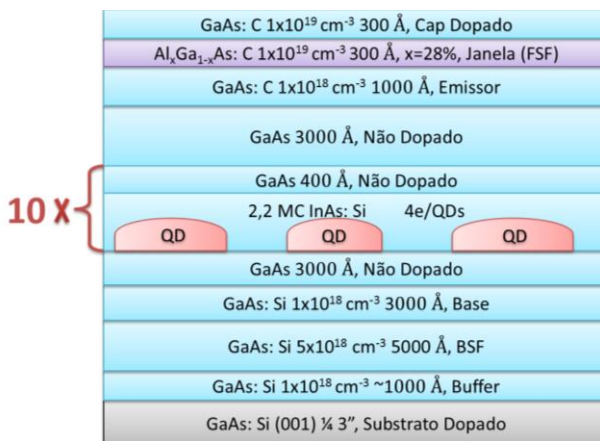 GaAs: C 1x10¹⁹ cm⁻³ 300 Å, Cap Dopado
AlₓGa₁₋ₓAs: C 1x10¹⁹ cm⁻³ 300 Å, x=28%, Janela (FSF)
GaAs: C 1x10¹⁸ cm⁻³ 1000 Å, Emissor
GaAs 3000 Å, Não Dopado
GaAs 400 Å, Não Dopado
10 X
2,2 MC InAs: Si 4e/QDs
QD QD QD
GaAs 3000 Å, Não Dopado
GaAs: Si 1x10¹⁸ cm⁻³ 3000 Å, Base
GaAs: Si 5x10¹⁸ cm⁻³ 5000 Å, BSF
GaAs: Si 1x10¹⁸ cm⁻³ ~1000 Å, Buffer
GaAs: Si (001) ¼ 3”, Substrato Dopado